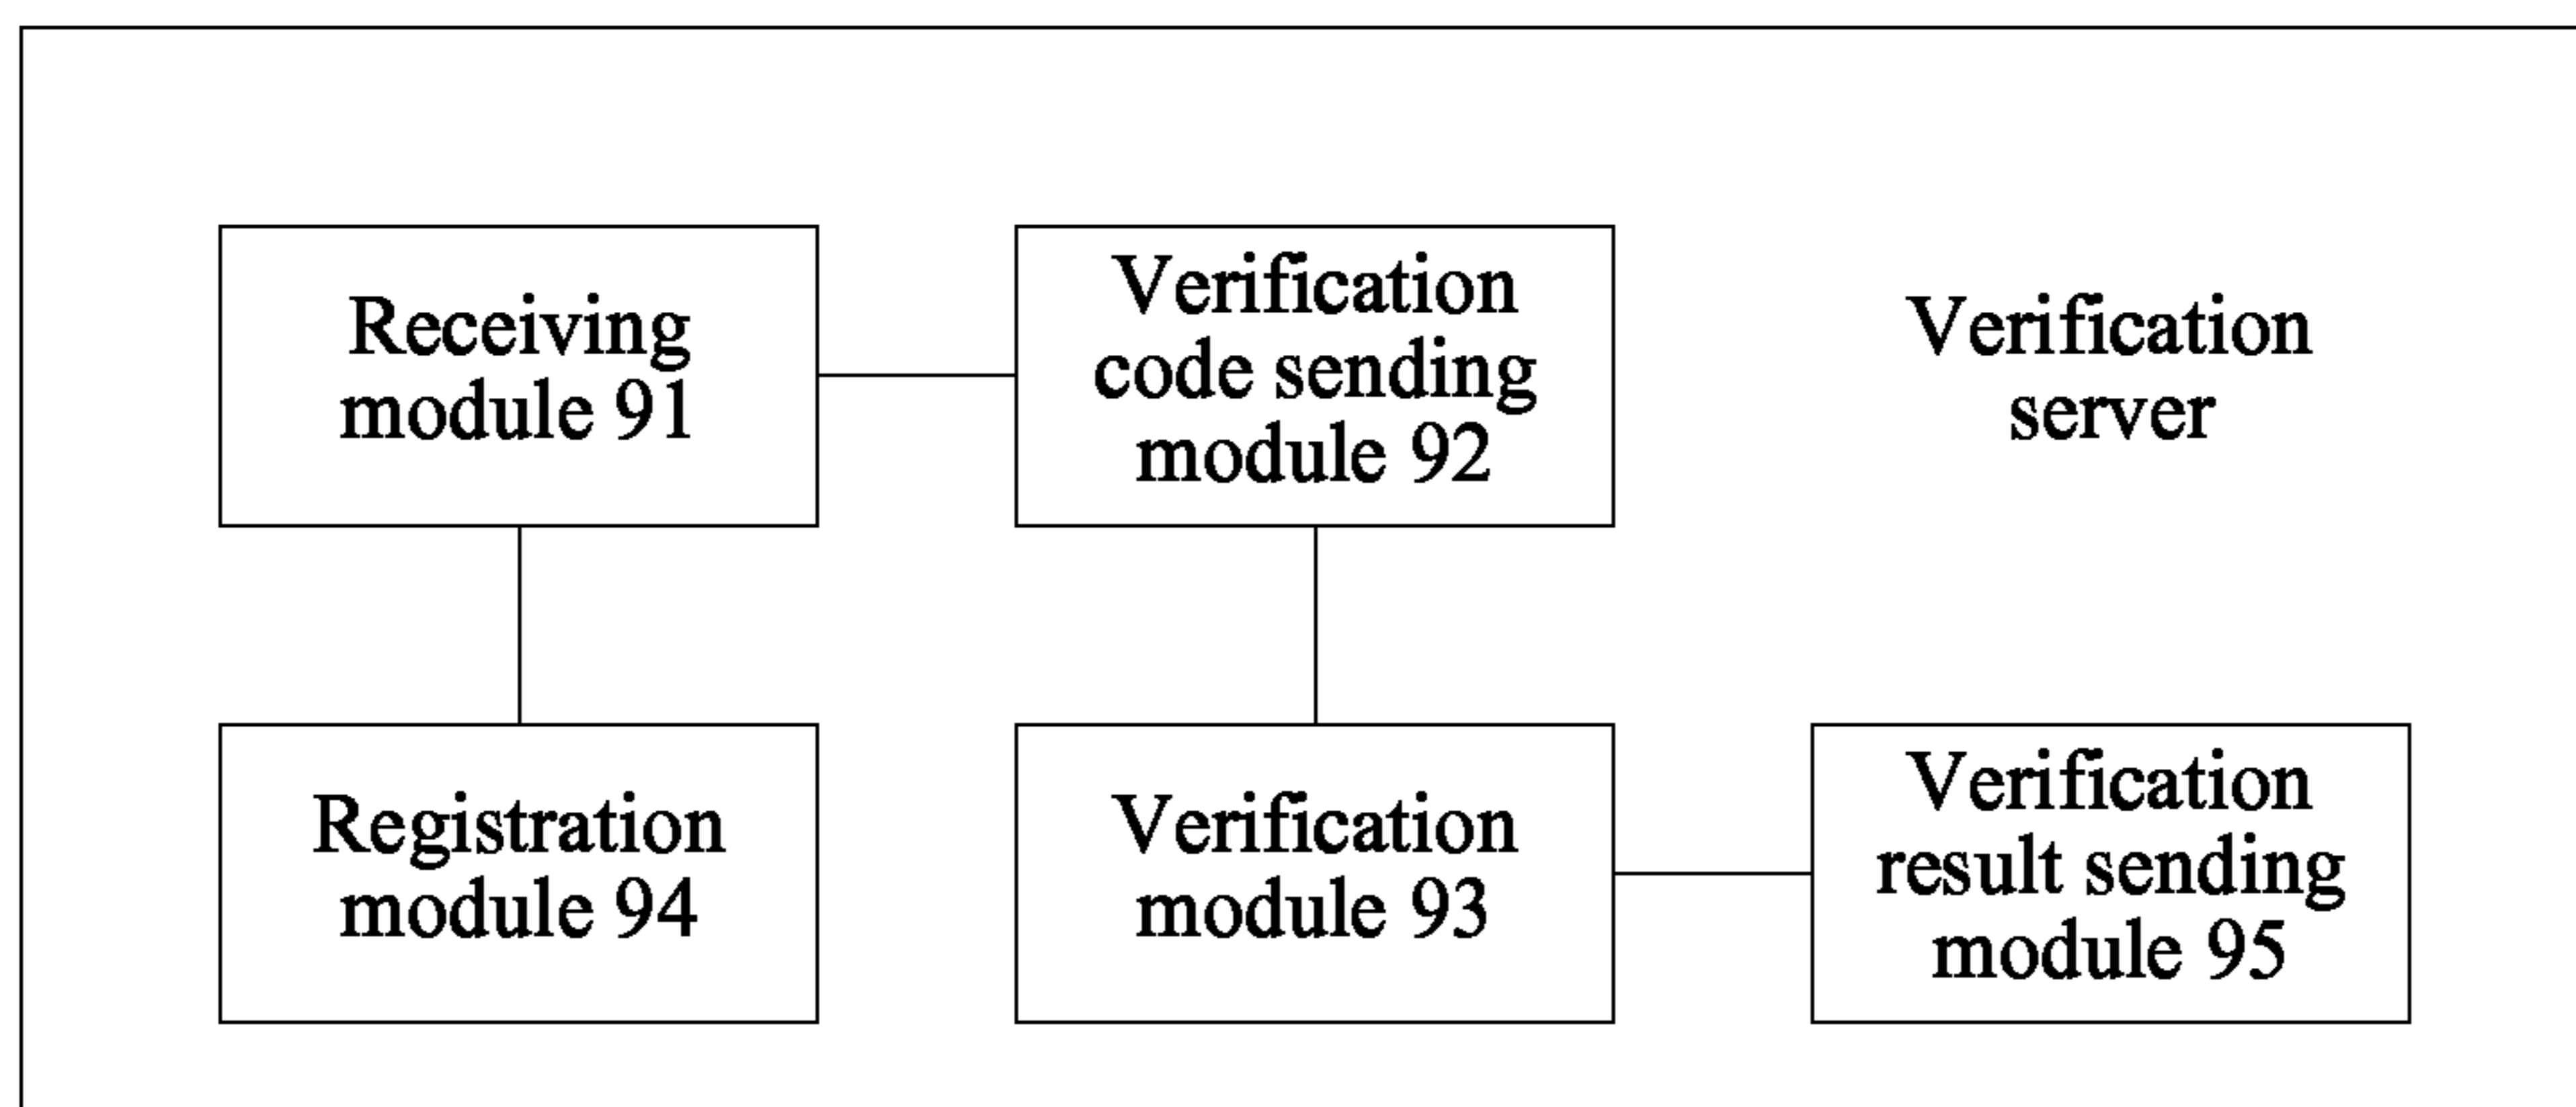 Receiving
module 91
Verification
code sending
module 92
Verification
server
Registration
module 94
Verification
module 93
Verification
result sending
module 95